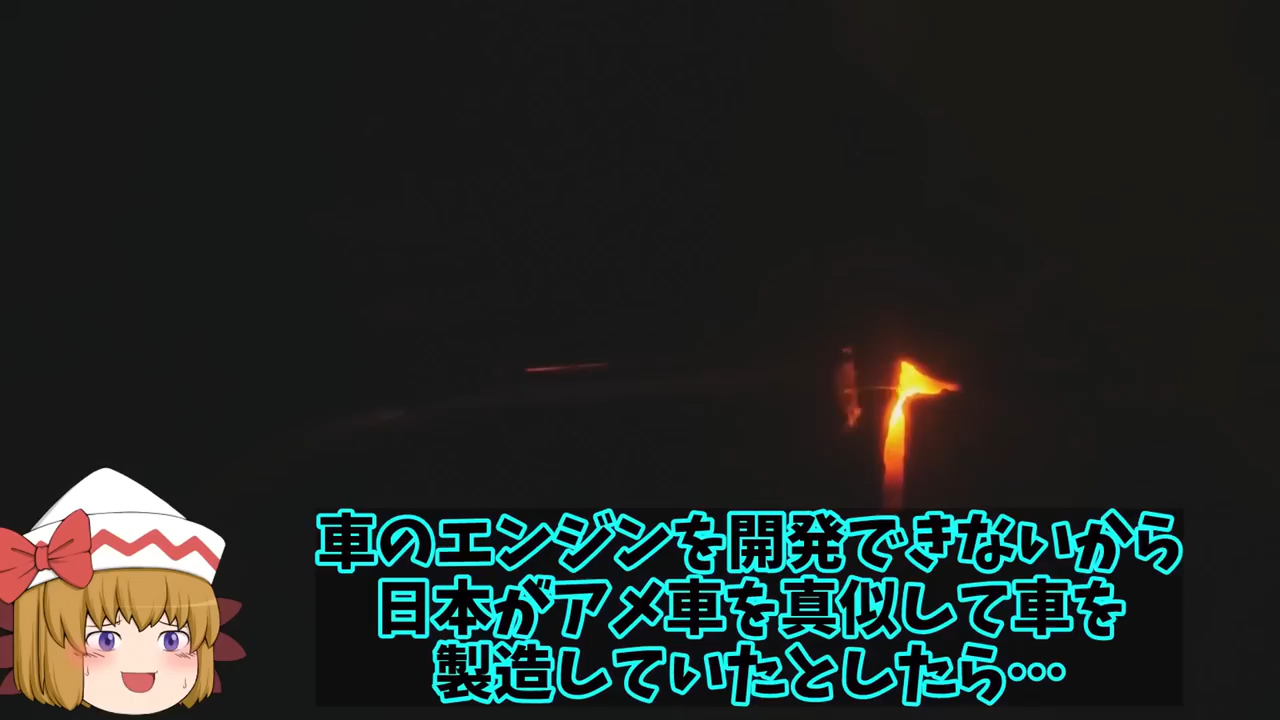 車のエンジンを開発できないから
日本がアメ車を真似して車を
製造していたとしたら…